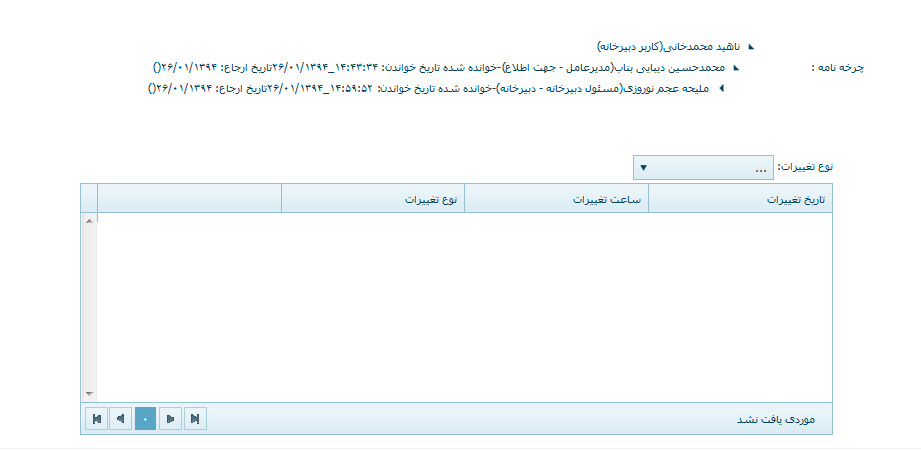 ناهید محمدخانی(کاربر دبیرخانه)
چرخه نامه :
محمدحسین دیبایی بناب(مدیرعامل - جهت اطلاع)-خوانده شده تاریخ خواندن: ۱۴:۴۳:۳۴_۲۶/۰۱/۱۳۹۴تاریخ ارجاع: ۲۶/۰۱/۱۳۹۴()
ملیحه عجم نوروزی(مسئول دبیرخانه - دبیرخانه)-خوانده شده تاریخ خواندن: ۱۴:۵۹:۵۲_۲۶/۰۱/۱۳۹۴تاریخ ارجاع: ۲۶/۰۱/۱۳۹۴()
نوع تغییرات: ...
تاریخ تغییرات ساعت تغییرات نوع تغییرات
موردی یافت نشد ۰